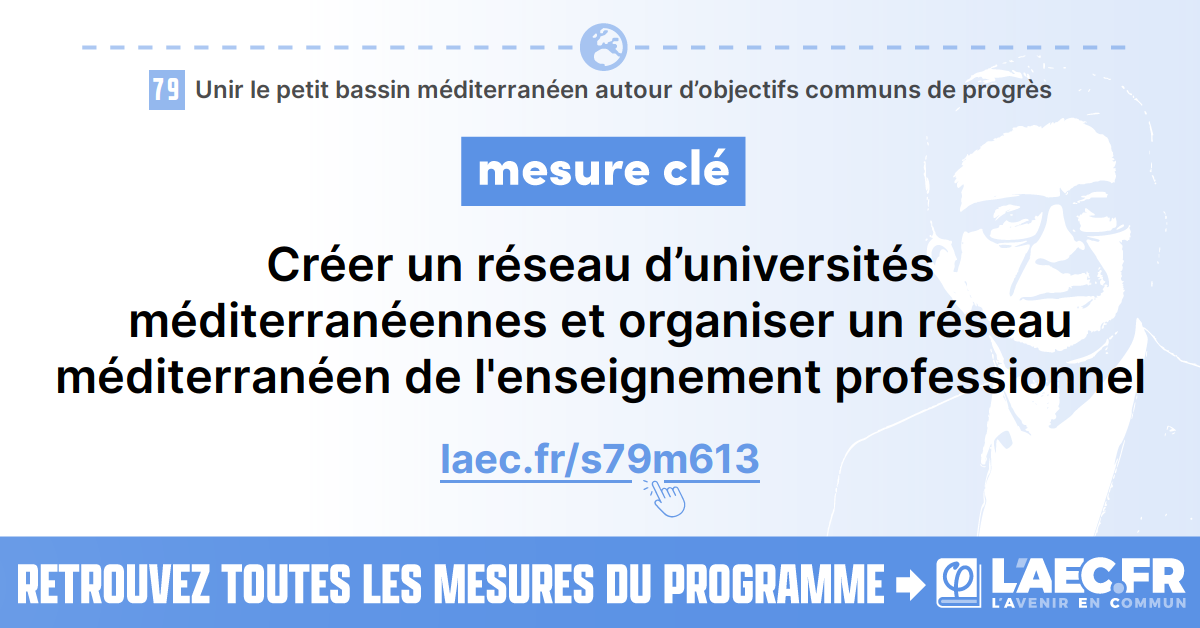 79 Unir le petit bassin méditerranéen autour d’objectifs communs de progrès
mesure clé
Créer un réseau d’universités
méditerranéennes et organiser un réseau
méditerranéen de l'enseignement professionnel
laec.fr/s79m613
RETROUVEZ TOUTES LES MESURES DU PROGRAMME
φ L'AEC.FR
L'AVENIR EN COMMUN